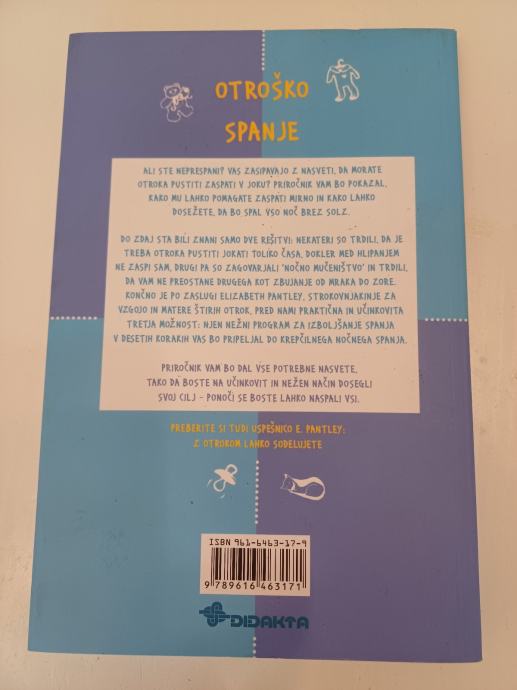 OTROŠKO
SPANJE
ALI STE NEPRESPANI? VAS ZASIPAVAJO Z NASVETI, DA MORATE
OTROKA PUSTITI ZASPATI V JOKU? PRIROČNIK VAM BO POKAZAL,
KAKO MU LAHKO POMAGATE ZASPATI MIRNO IN KAKO LAHKO
DOSEŽETE, DA BO SPAL VSO NOČ BREZ SOLZ.
DO ZDAJ STA BILI ZNANI SAMO DVE REŠITVI: NEKATERI SO TRDILI, DA JE
TREBA OTROKA PUSTITI JOKATI TOLIKO ČASA, DOKLER MED HLIPANJEM
NE ZASPI SAM, DRUGI PA SO ZAGOVARJALI 'NOČNO MUČENIŠTVO' IN TRDILI,
DA VAM NE PREOSTANE DRUGEGA KOT ZBUJANJE OD MRAKA DO ZORE.
KONČNO JE PO ZASLUGI ELIZABETH PANTLEY, STROKOVNJAKINJE ZA
VZGOJO IN MATERE ŠTIRIH OTROK, PRED NAMI PRAKTIČNA IN UČINKOVITA
TRETJA MOŽNOST: NJEN NEŽNI PROGRAM ZA IZBOLJŠANJE SPANJA
V DESETIH KORAKIH VAS BO PRIPELJAL DO KREPČILNEGA NOČNEGA SPANJA.
PRIROČNIK VAM BO DAL VSE POTREBNE NASVETE,
TAKO DA BOSTE NA UČINKOVIT IN NEŽEN NAČIN DOSEGLI
SVOJ CILJ - PONOČI SE BOSTE LAHKO NASPALI VSI.
PREBERITE SI TUDI USPEŠNICO E. PANTLEY:
Z OTROKOM LAHKO SODELUJETE
ISBN 961-6463-17-9
9 789616 463171
DIDAKTA